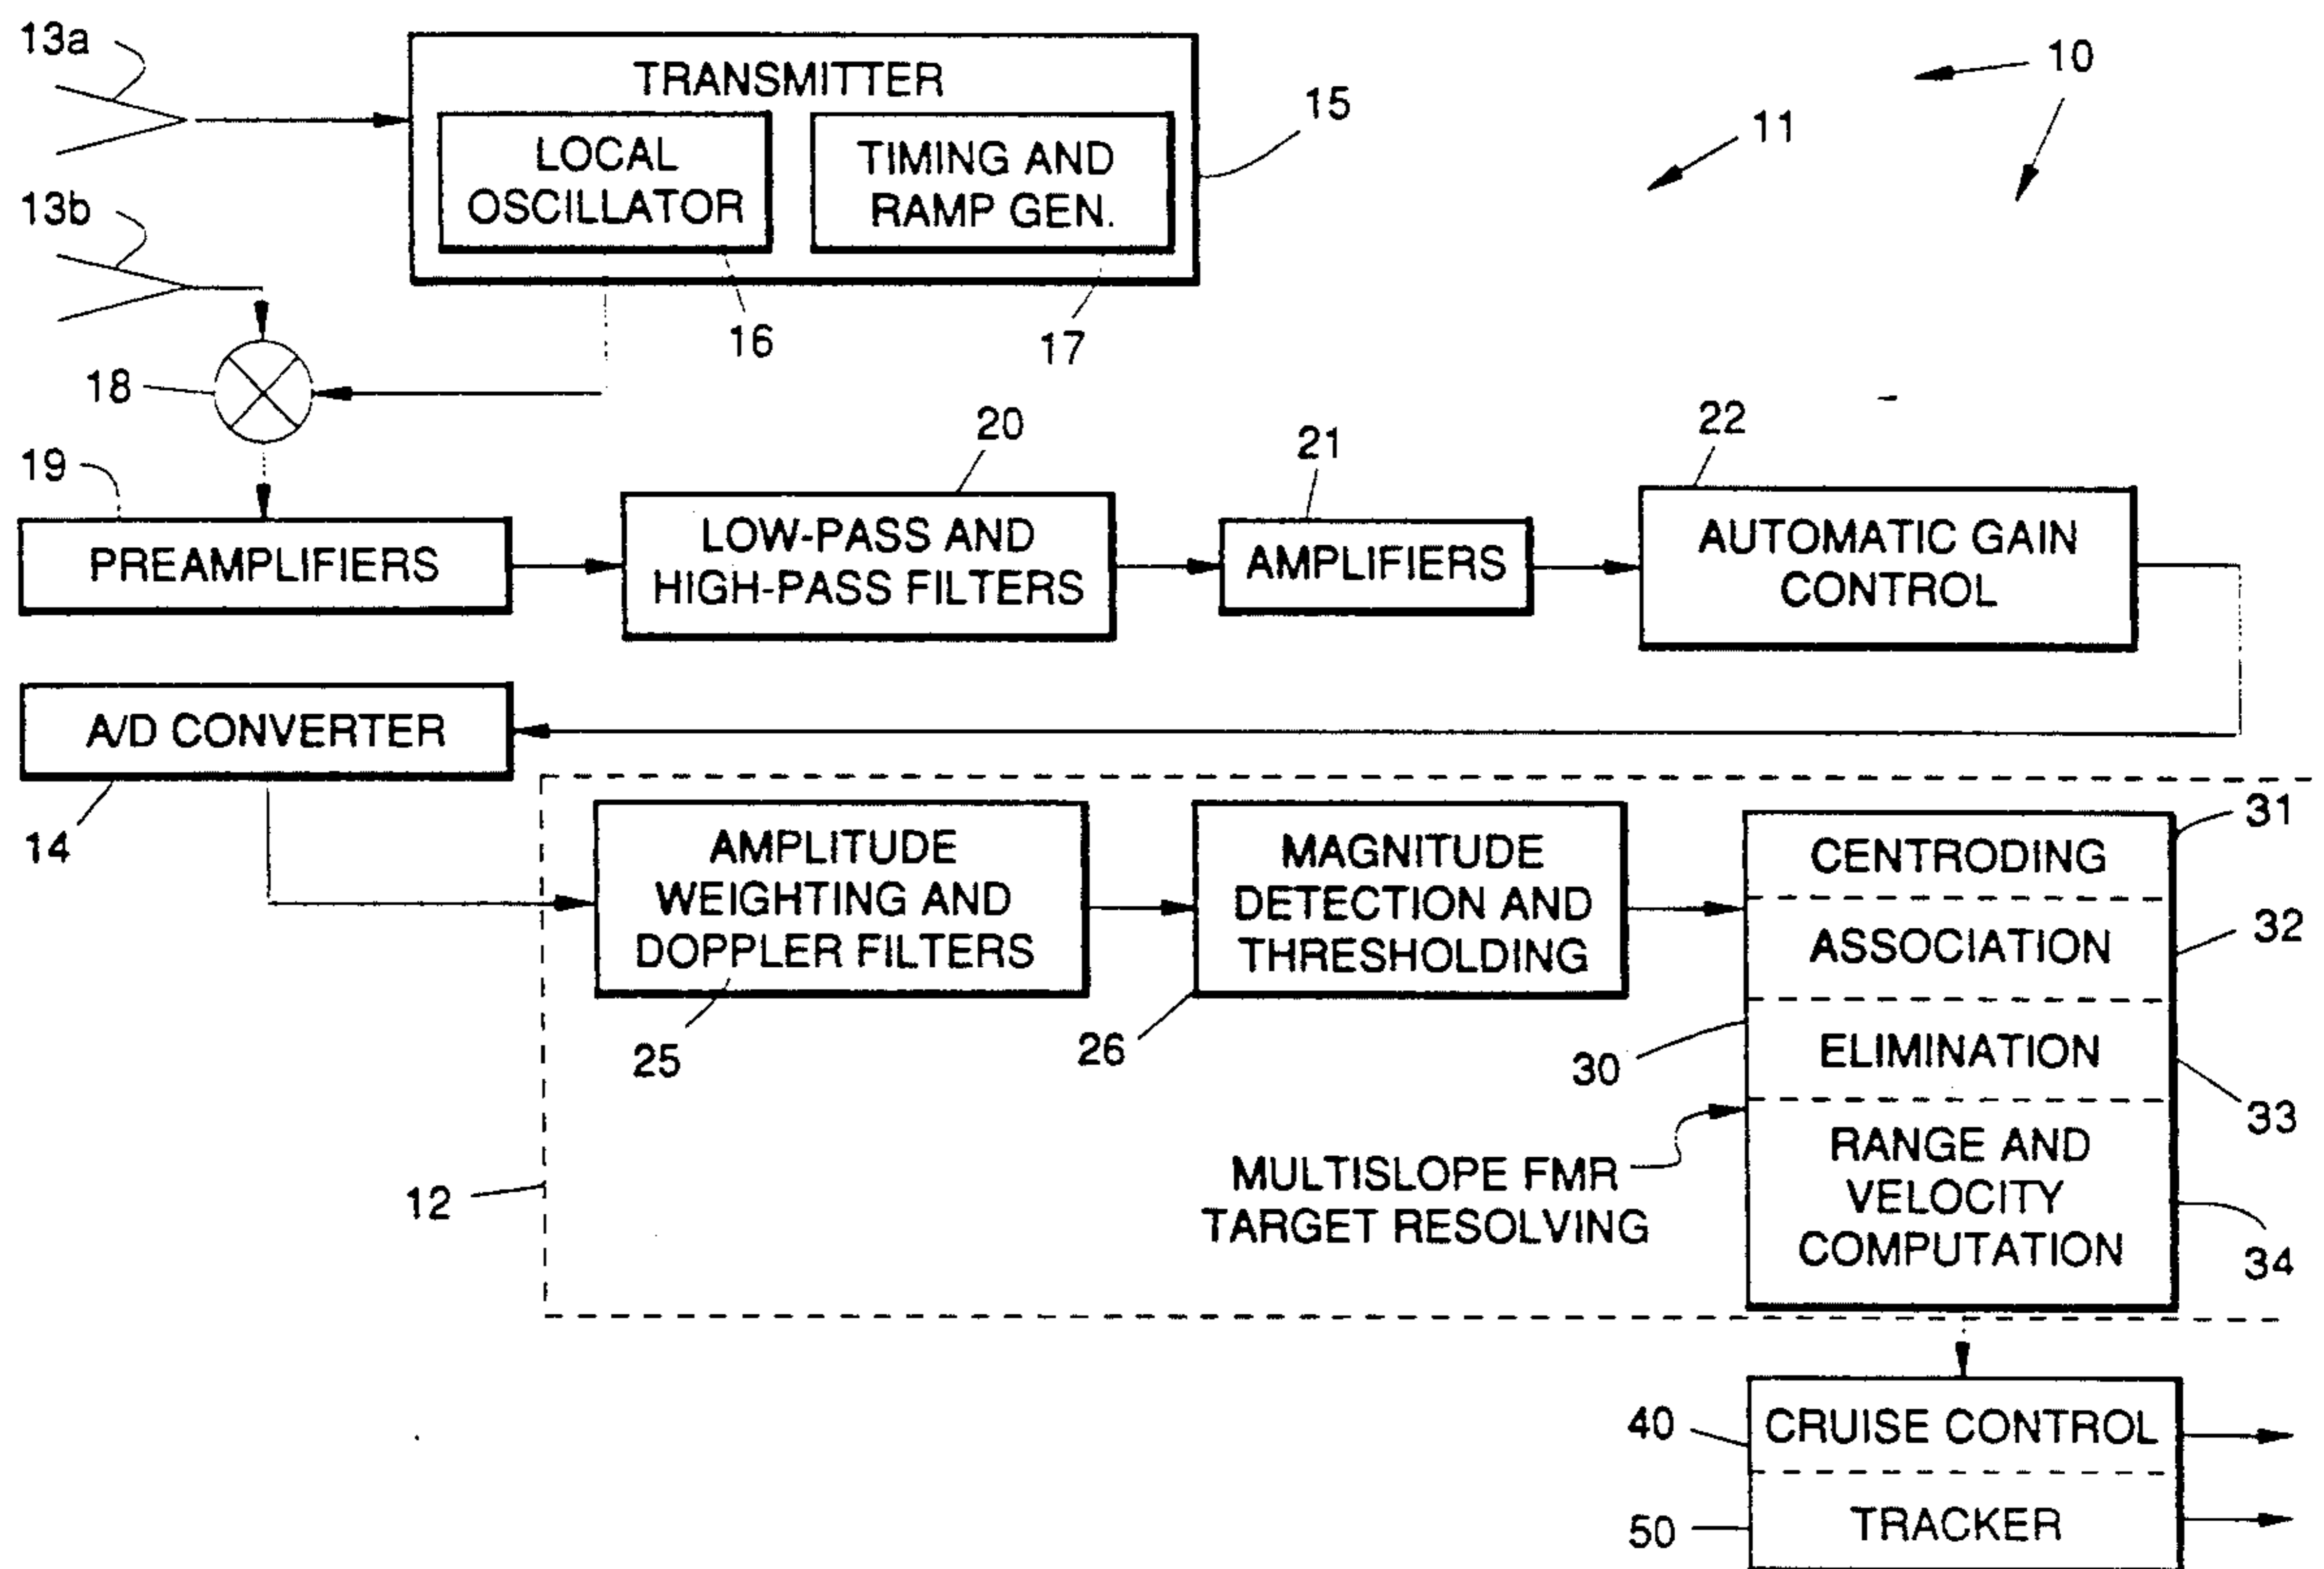 13a
TRANSMITTER
10
15
11
LOCAL
OSCILLATOR
TIMING AND
RAMP GEN.
13b
16
17
18
19
20
21
22
PREAMPLIFIERS
LOW-PASS AND
HIGH-PASS FILTERS
AMPLIFIERS
AUTOMATIC GAIN
CONTROL
A/D CONVERTER
14
AMPLITUDE
WEIGHTING AND
DOPPLER FILTERS
25
MAGNITUDE
DETECTION AND
THRESHOLDING
26
CENTRODING
31
ASSOCIATION
32
30
ELIMINATION
33
MULTISLOPE FMR
TARGET RESOLVING
RANGE AND
VELOCITY
COMPUTATION
34
12
40
CRUISE CONTROL
50
TRACKER